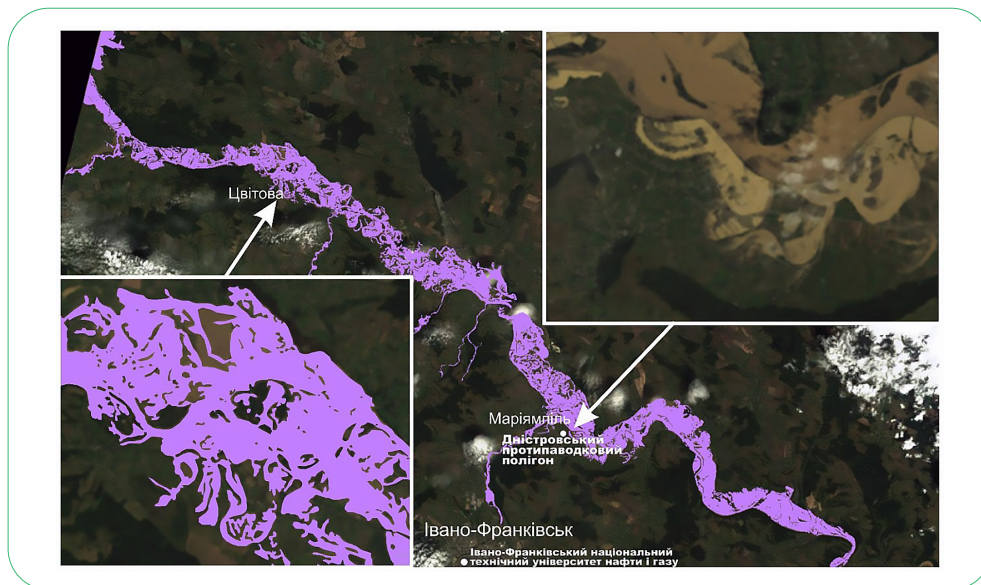 Цвітова
Маріямпіль
Дністровський
протипаводковий
полігон
Івано-Франківськ
Івано-Франківський національний
технічний університет нафти і газу